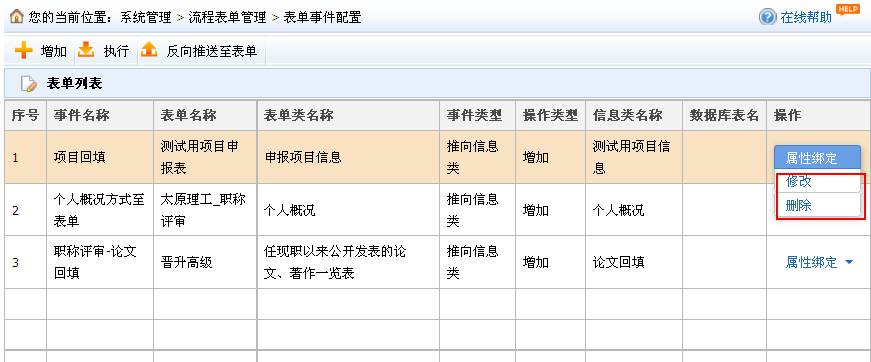 您的当前位置：系统管理 > 流程表单管理 > 表单事件配置
在线帮助 HELP
增加 执行 反向推送至表单
表单列表
序号 事件名称 表单名称 表单类名称 事件类型 操作类型 信息类名称 数据库表名 操作
1 项目回填 测试用项目申报表 申报项目信息 推向信息类 增加 测试用项目信息 属性绑定
修改
删除
2 个人概况方式至表单 太原理工_职称评审 个人概况 推向信息类 增加 个人概况
3 职称评审-论文回填 晋升高级 任现职以来公开发表的论文、著作一览表 推向信息类 增加 论文回填 属性绑定